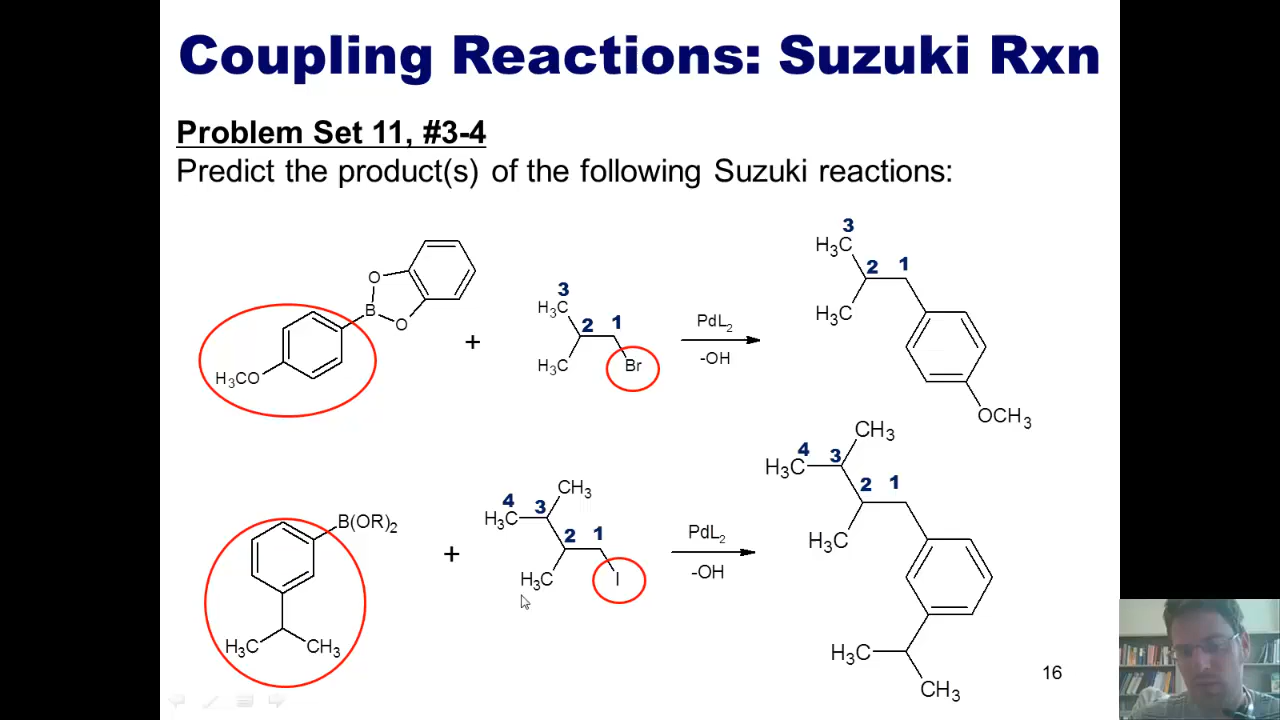 Coupling Reactions: Suzuki Rxn
Problem Set 11, #3-4
Predict the product(s) of the following Suzuki reactions:
H₃CO
B
O
O
+
3
H₃C
2
1
H₃C
Br
PdL₂
-OH
3
H₃C
2
1
H₃C
OCH₃
B(OR)₂
H₃C
CH₃
+
CH₃
4
3
H₃C
2
1
H₃C
I
PdL₂
-OH
CH₃
4
3
H₃C
2
1
H₃C
H₃C
CH₃
16